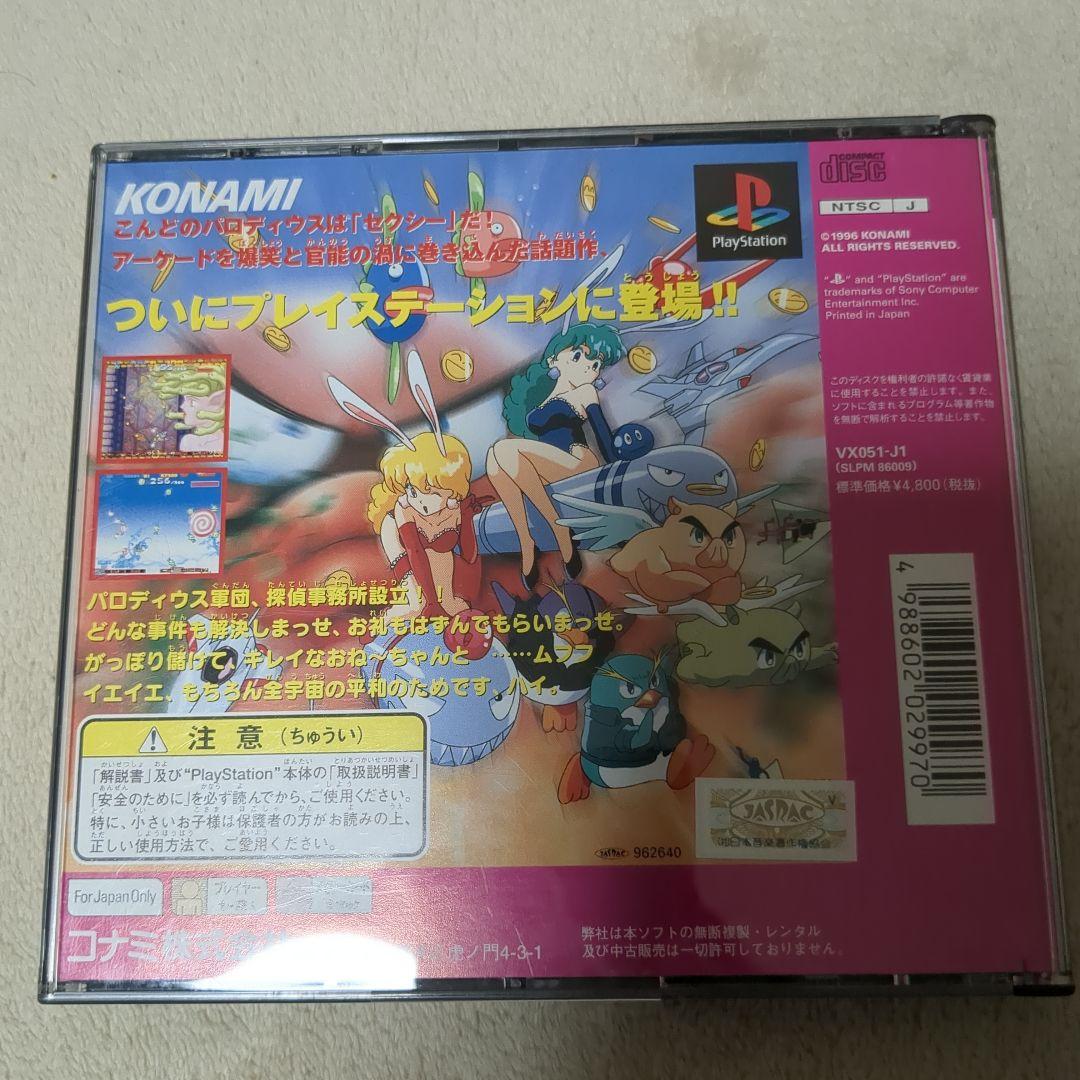 KONAMI
こんどのパロディウスは「セクシー」だ!
アーケードを爆笑と官能の渦に巻き込んだ話題作、
ついにプレイステーションに登場!!
PlayStation
COMPACT
disc
NTSC J
©1996 KONAMI
ALL RIGHTS RESERVED.
" " and "PlayStation" are
trademarks of Sony Computer
Entertainment Inc.
Printed in Japan
このディスクを権利者の許諾なく賃貸業
に使用することを禁止します。また、
ソフトに含まれるプログラム等著作物
を無断で解析することを禁止します。
VX051-J1
(SLPM 86009)
標準価格¥4,800(税抜)
4 988602 029970
256
パロディウス軍団、探偵事務所設立!!
どんな事件も解決しまっせ、お礼もはずんでもらいまっせ。
がっぽり儲けて、キレイなおね〜ちゃんと ……ムフフ
イエイエ、もちろん全宇宙の平和のためです、ハイ。
注意(ちゅうい)
「解説書」及び"PlayStation"本体の「取扱説明書」
「安全のために」を必ず読んでから、ご使用ください。
特に、小さいお子様は保護者の方がお読みの上、
正しい使用方法で、ご愛用ください。
JASRAC 962640
JASRAC
V
For Japan Only
プレイヤー
コナミ株式会社
虎ノ門4-3-1
弊社は本ソフトの無断複製・レンタル
及び中古販売は一切許可しておりません。